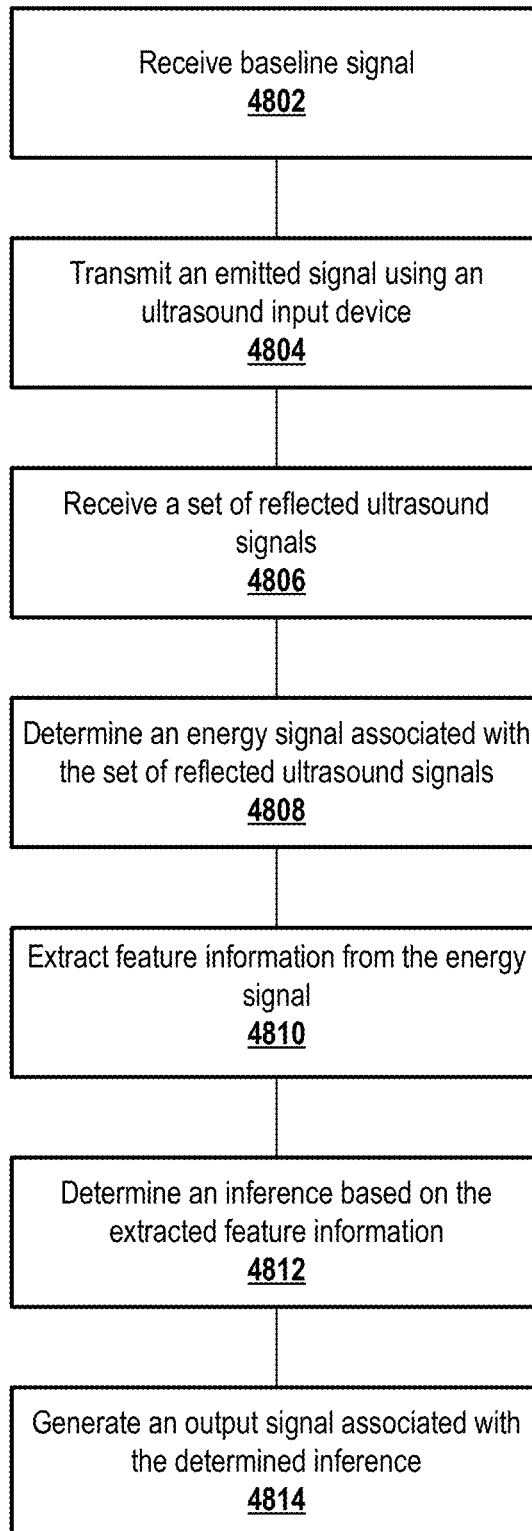 Receive baseline signal
4802
Transmit an emitted signal using an
ultrasound input device
4804
Receive a set of reflected ultrasound
signals
4806
Determine an energy signal associated with
the set of reflected ultrasound signals
4808
Extract feature information from the energy
signal
4810
Determine an inference based on the
extracted feature information
4812
Generate an output signal associated with
the determined inference
4814